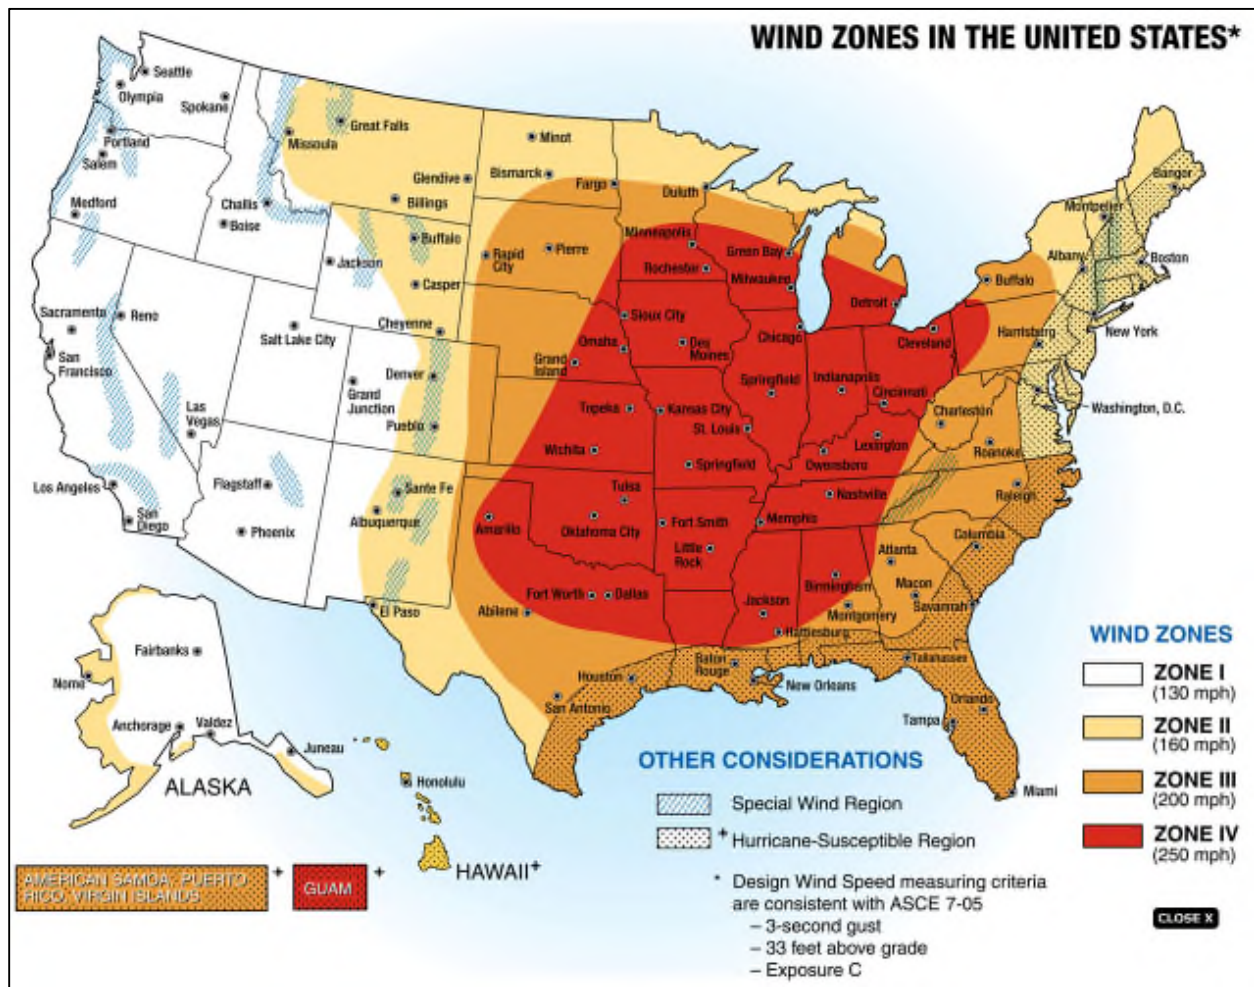 WIND ZONES IN THE UNITED STATES*
Seattle
Olympia
Spokane
Portland
Salem
Medford
Missoula
Great Falls
Challis
Boise
Glendive
Billings
Minot
Bismarck
Fargo
Duluth
Bangor
Montpelier
Buffalo
Jackson
Casper
Rapid
City
Pierre
Minneapolis
Rochester
Green Bay
Milwaukee
Detroit
Buffalo
Albany
Boston
Sacramento
Reno
San
Francisco
Salt Lake City
Cheyenne
Sioux City
Omaha
Grand
Island
Des
Moines
Chicago
Cleveland
Harrisburg
New York
Grand
Junction
Denver
Pueblo
Las
Vegas
Topeka
Kansas City
Springfield
St. Louis
Indianapolis
Cincinnati
Charleston
Washington, D.C.
Los Angeles
San
Diego
Flagstaff
Phoenix
Sante Fe
Albuquerque
Wichita
Springfield
Owensboro
Lexington
Roanoke
Raleigh
Tulsa
Amarillo
Oklahoma City
Fort Smith
Little
Rock
Memphis
Nashville
Columbia
Atlanta
Macon
Savannah
El Paso
Abilene
Fort Worth
Dallas
Jackson
Birmingham
Montgomery
Hattiesburg
Houston
San Antonio
Baton
Rouge
New Orleans
Tallanassee
Orlando
Tampa
Miami
Fairbanks
Nome
Anchorage
Valdez
Juneau
ALASKA
Honolulu
HAWAII+
AMERICAN SAMOA, PUERTO
RICO, VIRGIN ISLANDS
+
GUAM
+
WIND ZONES
ZONE I
(130 mph)
ZONE II
(160 mph)
ZONE III
(200 mph)
ZONE IV
(250 mph)
OTHER CONSIDERATIONS
Special Wind Region
+ Hurricane-Susceptible Region
* Design Wind Speed measuring criteria
are consistent with ASCE 7-05
– 3-second gust
– 33 feet above grade
– Exposure C
CLOSE X